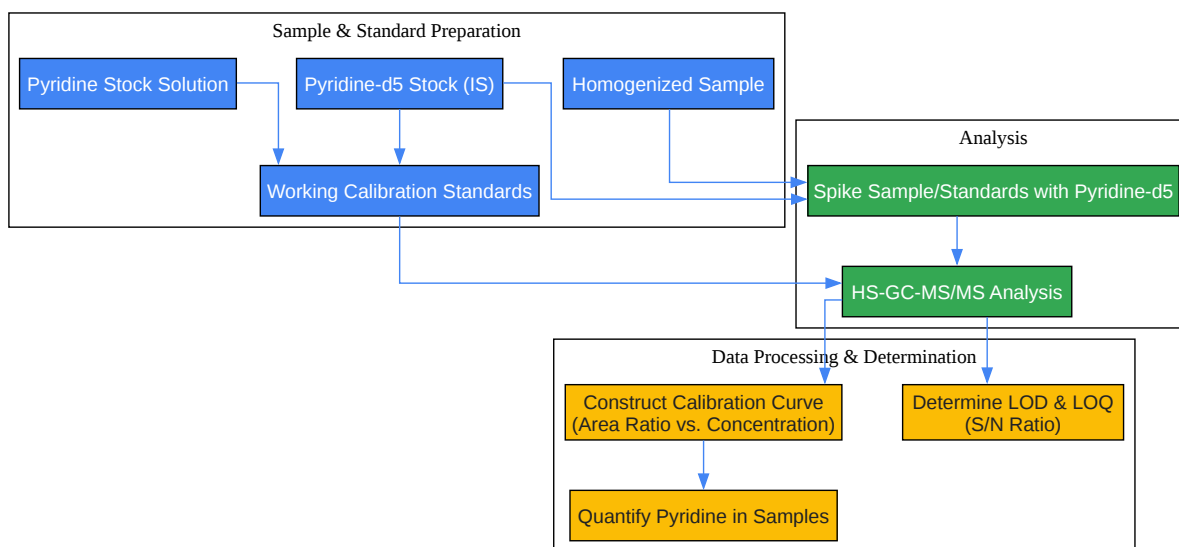 Sample & Standard Preparation
Pyridine Stock Solution
Pyridine-d5 Stock (IS)
Homogenized Sample
Working Calibration Standards
Analysis
Spike Sample/Standards with Pyridine-d5
HS-GC-MS/MS Analysis
Data Processing & Determination
Construct Calibration Curve
(Area Ratio vs. Concentration)
Determine LOD & LOQ
(S/N Ratio)
Quantify Pyridine in Samples